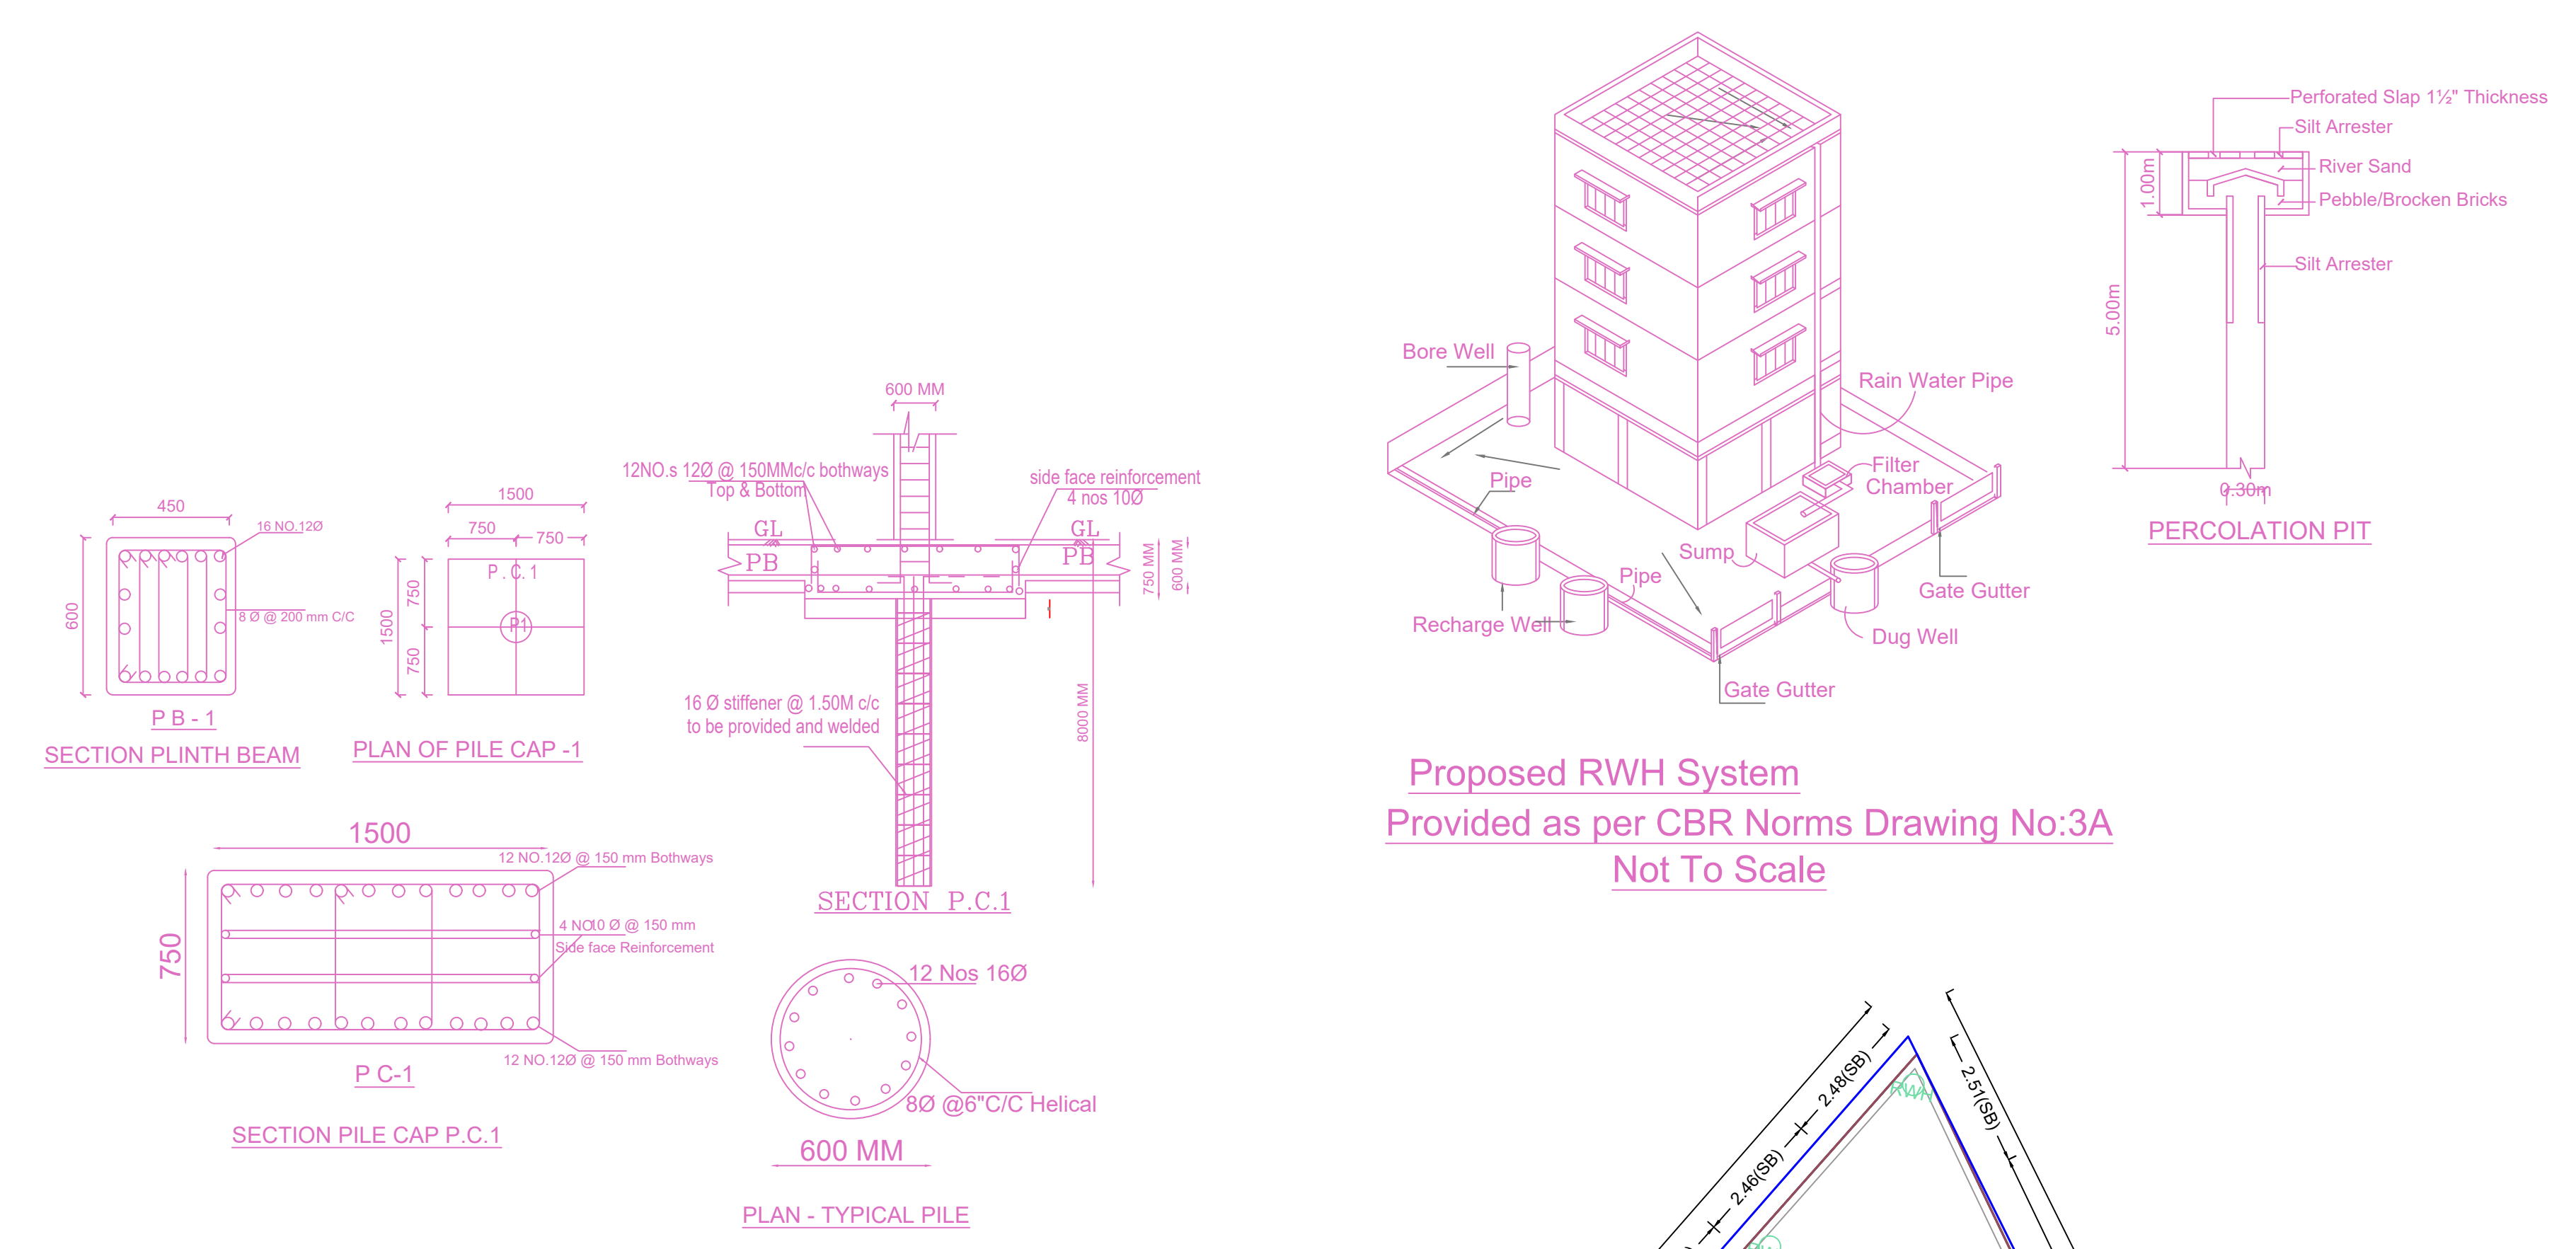 450
16 NO.12Ø
600
8 Ø @ 200 mm C/C
P B - 1
SECTION PLINTH BEAM
1500
750
750
1500
750
750
P . C. 1
P1
PLAN OF PILE CAP -1
1500
12 NO.12Ø @ 150 mm Bothways
750
4 NO.10 Ø @ 150 mm
Side face Reinforcement
12 NO.12Ø @ 150 mm Bothways
P C-1
SECTION PILE CAP P.C.1
600 MM
12NO.s 12Ø @ 150MMc/c bothways
Top & Bottom
side face reinforcement
4 nos 10Ø
GL
GL
PB
PB
750 MM
600 MM
16 Ø stiffener @ 1.50M c/c
to be provided and welded
8000 MM
SECTION P.C.1
12 Nos 16Ø
8Ø @6"C/C Helical
600 MM
PLAN - TYPICAL PILE
Bore Well
Rain Water Pipe
Pipe
Filter
Chamber
Sump
Pipe
Gate Gutter
Recharge Well
Dug Well
Gate Gutter
Proposed RWH System
Provided as per CBR Norms Drawing No:3A
Not To Scale
Perforated Slap 1½" Thickness
Silt Arrester
River Sand
1.00m
Pebble/Brocken Bricks
Silt Arrester
5.00m
0.30m
PERCOLATION PIT
2.48(SB)
2.51(SB)
RWH
2.46(SB)